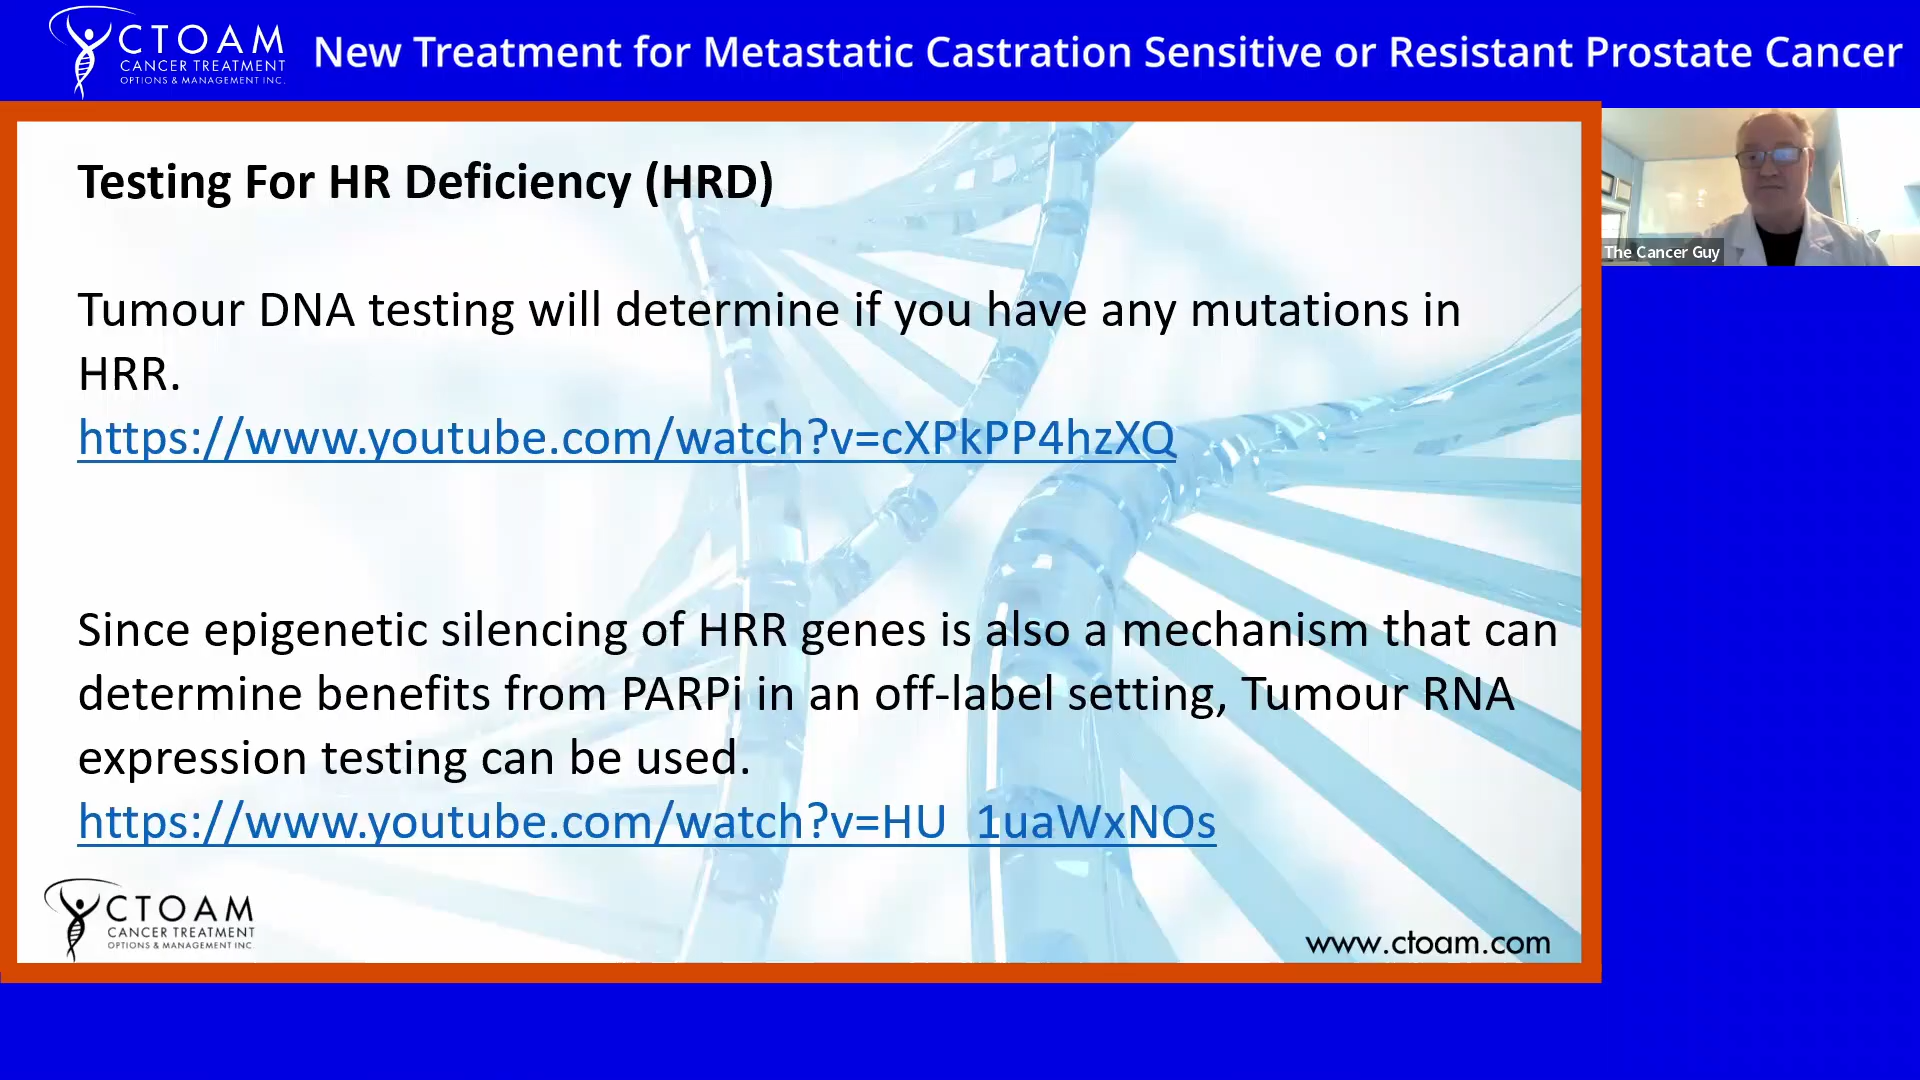 CTOAM
CANCER TREATMENT
OPTIONS & MANAGEMENT INC.
New Treatment for Metastatic Castration Sensitive or Resistant Prostate Cancer
The Cancer Guy
Testing For HR Deficiency (HRD)
Tumour DNA testing will determine if you have any mutations in
HRR.
https://www.youtube.com/watch?v=cXPkPP4hzXQ
Since epigenetic silencing of HRR genes is also a mechanism that can
determine benefits from PARPi in an off-label setting, Tumour RNA
expression testing can be used.
https://www.youtube.com/watch?v=HU_1uaWxNOs
CTOAM
CANCER TREATMENT
OPTIONS & MANAGEMENT INC.
www.ctoam.com